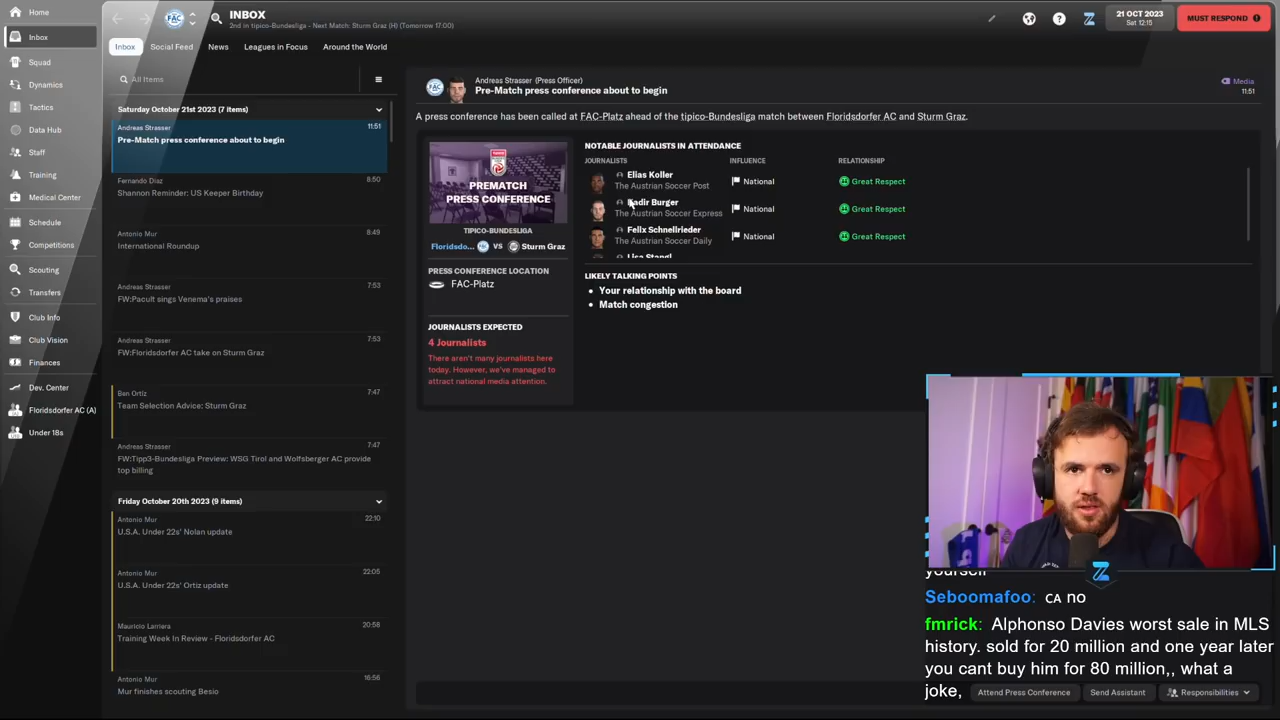 Home
Inbox
Squad
Dynamics
Tactics
Data Hub
Staff
Training
Medical Center
Schedule
Competitions
Scouting
Transfers
Club Info
Club Vision
Finances
Dev. Center
Floridsdorfer AC (A)
Under 18s
FAC
INBOX
2nd in tipico-Bundesliga - Next Match: Sturm Graz (H) (Tomorrow 17.00)
21 OCT 2023
Sat 12:15
MUST RESPOND
Inbox
Social Feed
News
Leagues in Focus
Around the World
All Items
Saturday October 21st 2023 (7 items)
Andreas Strasser
11:51
Pre-Match press conference about to begin
Fernando Diaz
8:50
Shannon Reminder: US Keeper Birthday
Antonio Mur
8:49
International Roundup
Andreas Strasser
7:53
FW:Pacult sings Venema's praises
Andreas Strasser
7:53
FW:Floridsdorfer AC take on Sturm Graz
Ben Ortiz
7:47
Team Selection Advice: Sturm Graz
Andreas Strasser
7:47
FW:Tipp3-Bundesliga Preview: WSG Tirol and Wolfsberger AC provide
top billing
Friday October 20th 2023 (9 items)
Antonio Mur
22:10
U.S.A. Under 22s' Nolan update
Antonio Mur
22:05
U.S.A. Under 22s' Ortiz update
Mauricio Larriera
20:58
Training Week In Review - Floridsdorfer AC
Antonio Mur
16:56
Mur finishes scouting Besio
Andreas Strasser (Press Officer)
Pre-Match press conference about to begin
Media
11:51
A press conference has been called at FAC-Platz ahead of the tipico-Bundesliga match between Floridsdorfer AC and Sturm Graz.
PREMATCH
PRESS CONFERENCE
TIPICO-BUNDESLIGA
Floridsdo... VS Sturm Graz
PRESS CONFERENCE LOCATION
FAC-Platz
JOURNALISTS EXPECTED
4 Journalists
There aren't many journalists here
today. However, we've managed to
attract national media attention.
NOTABLE JOURNALISTS IN ATTENDANCE
JOURNALISTS
INFLUENCE
RELATIONSHIP
Elias Koller
The Austrian Soccer Post
National
Great Respect
Kadir Burger
The Austrian Soccer Express
National
Great Respect
Felix Schnellrieder
The Austrian Soccer Daily
National
Great Respect
Lisa Stangl
LIKELY TALKING POINTS
• Your relationship with the board
• Match congestion
yourself
Seboomafoo: CA no
fmrick: Alphonso Davies worst sale in MLS
history. sold for 20 million and one year later
you cant buy him for 80 million,, what a
joke,
Attend Press Conference
Send Assistant
Responsibilities